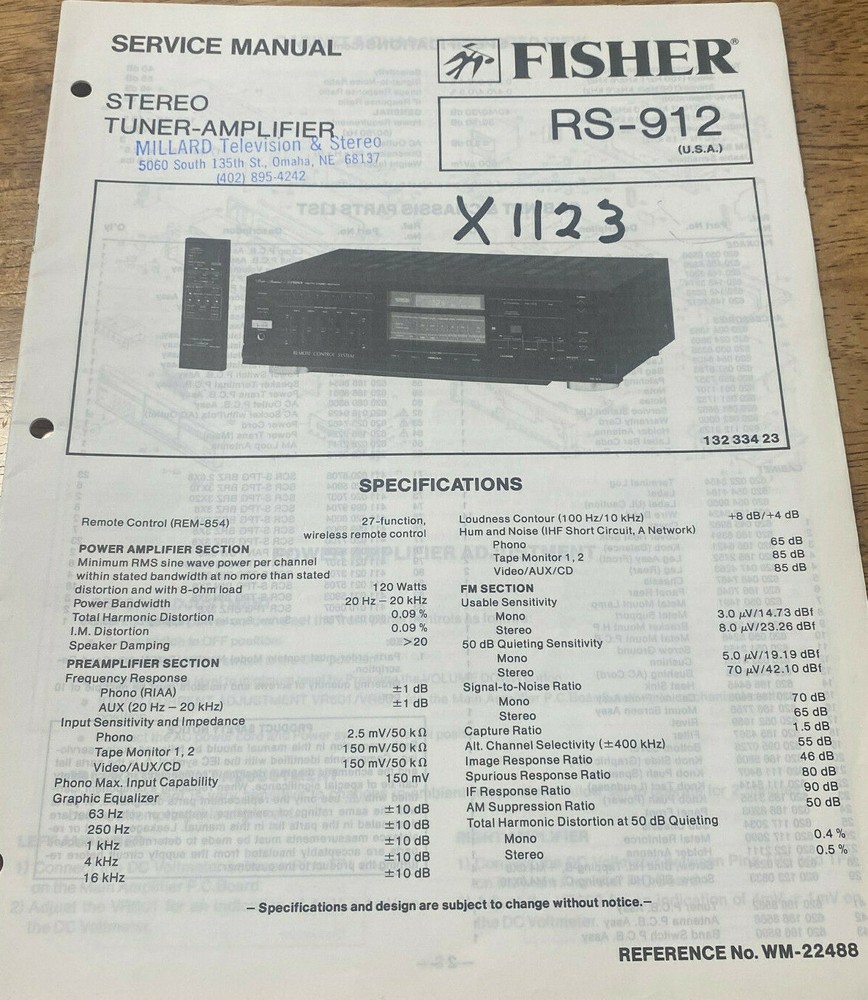 SERVICE MANUAL
FISHER®
STEREO
TUNER-AMPLIFIER
RS-912
(U.S.A.)
MILLARD Television & Stereo
5060 South 135th St., Omaha, NE 68137
(402) 895-4242
X1123
REMOTE CONTROL SYSTEM
132 334 23
SPECIFICATIONS
Remote Control (REM-854) 27-function,
wireless remote control
POWER AMPLIFIER SECTION
Minimum RMS sine wave power per channel
within stated bandwidth at no more than stated
distortion and with 8-ohm load 120 Watts
Power Bandwidth 20 Hz – 20 kHz
Total Harmonic Distortion 0.09 %
I.M. Distortion 0.09 %
Speaker Damping >20
PREAMPLIFIER SECTION
Frequency Response
Phono (RIAA) ±1 dB
AUX (20 Hz – 20 kHz) ±1 dB
Input Sensitivity and Impedance
Phono 2.5 mV/50 kΩ
Tape Monitor 1, 2 150 mV/50 kΩ
Video/AUX/CD 150 mV/50 kΩ
Phono Max. Input Capability 150 mV
Graphic Equalizer
63 Hz ±10 dB
250 Hz ±10 dB
1 kHz ±10 dB
4 kHz ±10 dB
16 kHz ±10 dB
Loudness Contour (100 Hz/10 kHz) +8 dB/+4 dB
Hum and Noise (IHF Short Circuit, A Network)
Phono 65 dB
Tape Monitor 1, 2 85 dB
Video/AUX/CD 85 dB
FM SECTION
Usable Sensitivity
Mono 3.0 μV/14.73 dBf
Stereo 8.0 μV/23.26 dBf
50 dB Quieting Sensitivity
Mono 5.0 μV/19.19 dBf
Stereo 70 μV/42.10 dBf
Signal-to-Noise Ratio
Mono 70 dB
Stereo 65 dB
Capture Ratio 1.5 dB
Alt. Channel Selectivity (±400 kHz) 55 dB
Image Response Ratio 46 dB
Spurious Response Ratio 80 dB
IF Response Ratio 90 dB
AM Suppression Ratio 50 dB
Total Harmonic Distortion at 50 dB Quieting
Mono 0.4 %
Stereo 0.5 %
– Specifications and design are subject to change without notice.–
REFERENCE No. WM-22488